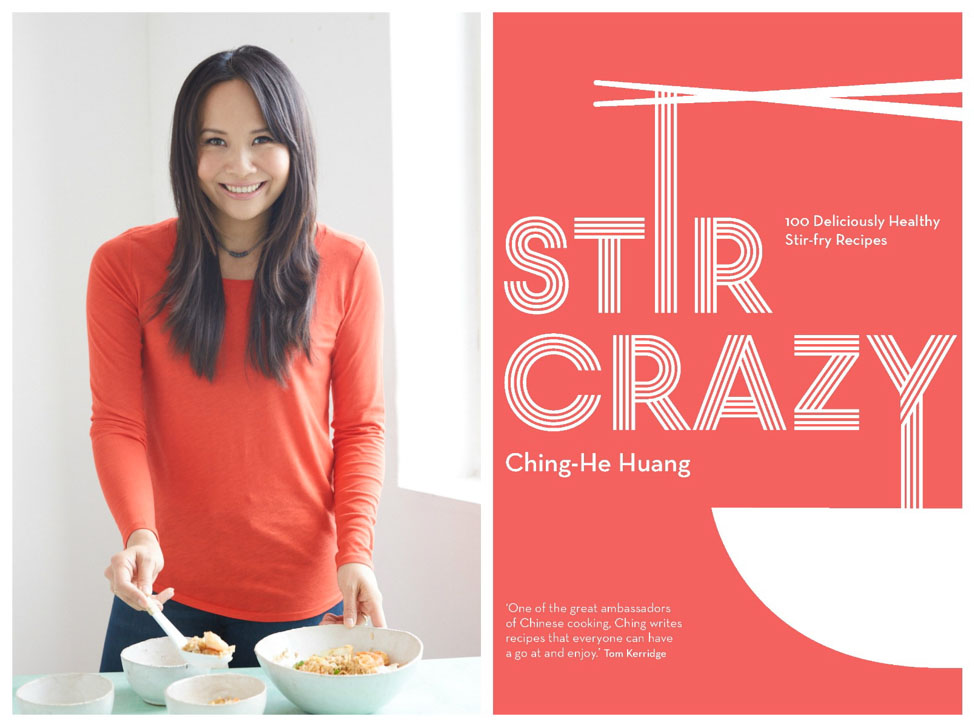 100 Deliciously Healthy
Stir-fry Recipes
STIR
CRAZY
Ching-He Huang
‘One of the great ambassadors
of Chinese cooking, Ching writes
recipes that everyone can have
a go at and enjoy.’ Tom Kerridge